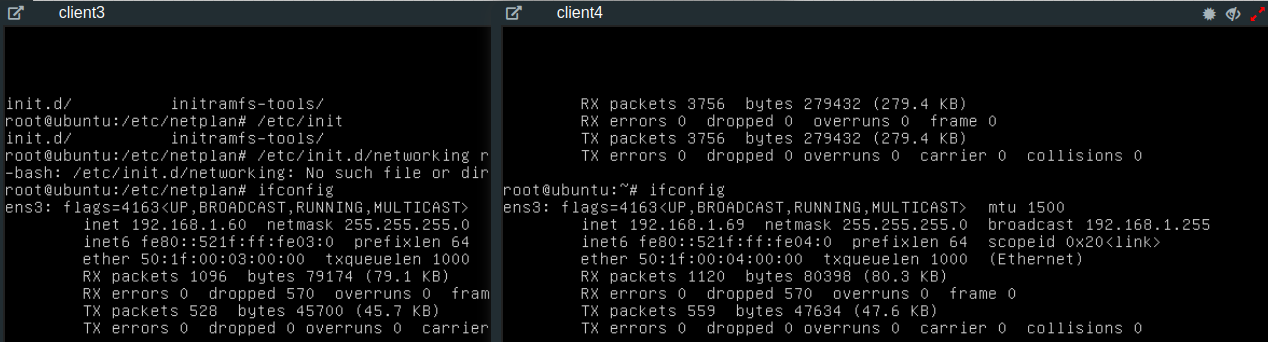 client3
init.d/ initramfs-tools/
root@ubuntu:/etc/netplan# /etc/init
init.d/ initramfs-tools/
root@ubuntu:/etc/netplan# /etc/init.d/networking r
-bash: /etc/init.d/networking: No such file or dir
root@ubuntu:/etc/netplan# ifconfig
ens3: flags=4163<UP,BROADCAST,RUNNING,MULTICAST>
inet 192.168.1.60 netmask 255.255.255.0
inet6 fe80::521f:ff:fe03:0 prefixlen 64
ether 50:1f:00:03:00:00 txqueuelen 1000
RX packets 1096 bytes 79174 (79.1 KB)
RX errors 0 dropped 570 overruns 0 fram
TX packets 528 bytes 45700 (45.7 KB)
TX errors 0 dropped 0 overruns 0 carrier
client4
RX packets 3756 bytes 279432 (279.4 KB)
RX errors 0 dropped 0 overruns 0 frame 0
TX packets 3756 bytes 279432 (279.4 KB)
TX errors 0 dropped 0 overruns 0 carrier 0 collisions 0
root@ubuntu:~# ifconfig
ens3: flags=4163<UP,BROADCAST,RUNNING,MULTICAST> mtu 1500
inet 192.168.1.69 netmask 255.255.255.0 broadcast 192.168.1.255
inet6 fe80::521f:ff:fe04:0 prefixlen 64 scopeid 0x20<link>
ether 50:1f:00:04:00:00 txqueuelen 1000 (Ethernet)
RX packets 1120 bytes 80398 (80.3 KB)
RX errors 0 dropped 570 overruns 0 frame 0
TX packets 559 bytes 47634 (47.6 KB)
TX errors 0 dropped 0 overruns 0 carrier 0 collisions 0